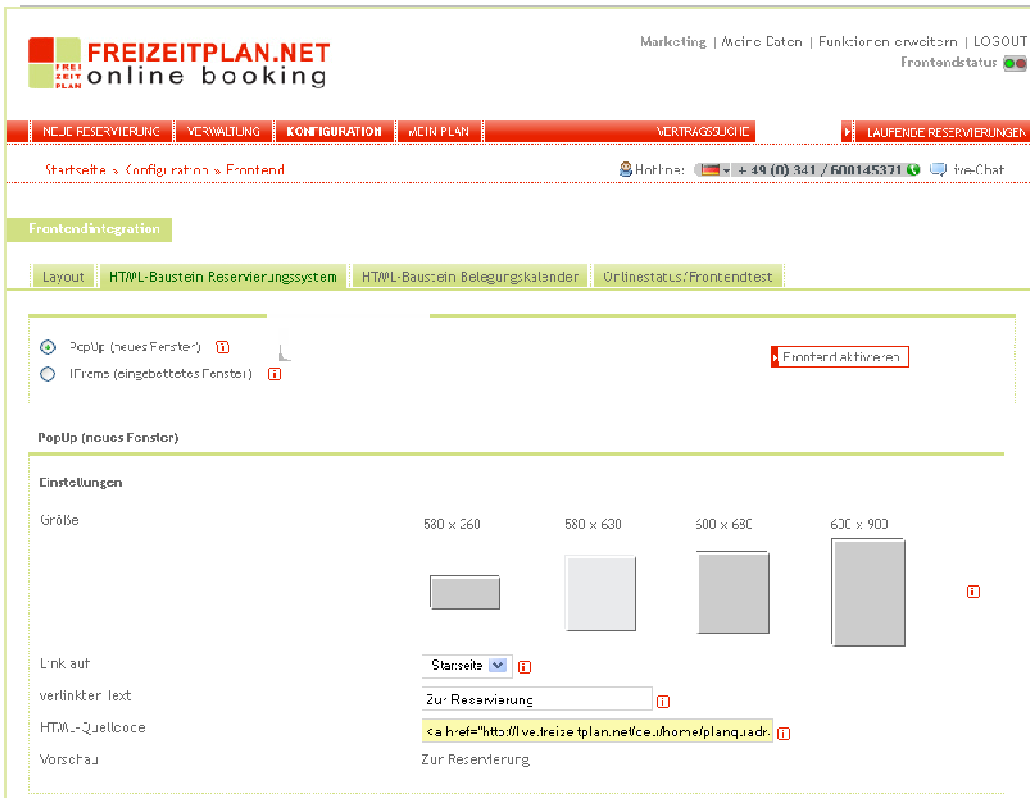 FREIZEITPLAN.NET
FREI
ZEIT
PLAN
online booking
Marketing | Meine Daten | Funktionen erweitern | LOGOUT
Frontendstatus
NEUE RESERVIERUNG VERWALTUNG KONFIGURATION MEIN PLAN VERTRAGSSUCHE LAUFENDE RESERVIERUNGEN
Startseite » Configuration » Frontend
Hotline: + 49 (0) 341 / 600145371 Live-Chat
Frontendintegration
Layout HTML-Baustein Reservierungssystem HTML-Baustein Belegungskalender Onlinestatus/Frontendtest
PopUp (neues Fenster)
IFrame (eingebettetes Fenster)
Frontend aktivieren
PopUp (neues Fenster)
Einstellungen
Größe
580 x 260 580 x 630 600 x 680 600 x 900
Link auf Startseite
verlinkter Text Zur Reservierung
HTML-Quellcode <a href="http://live.freizeitplan.net/de.u/home/planquadr.
Vorschau Zur Reservierung